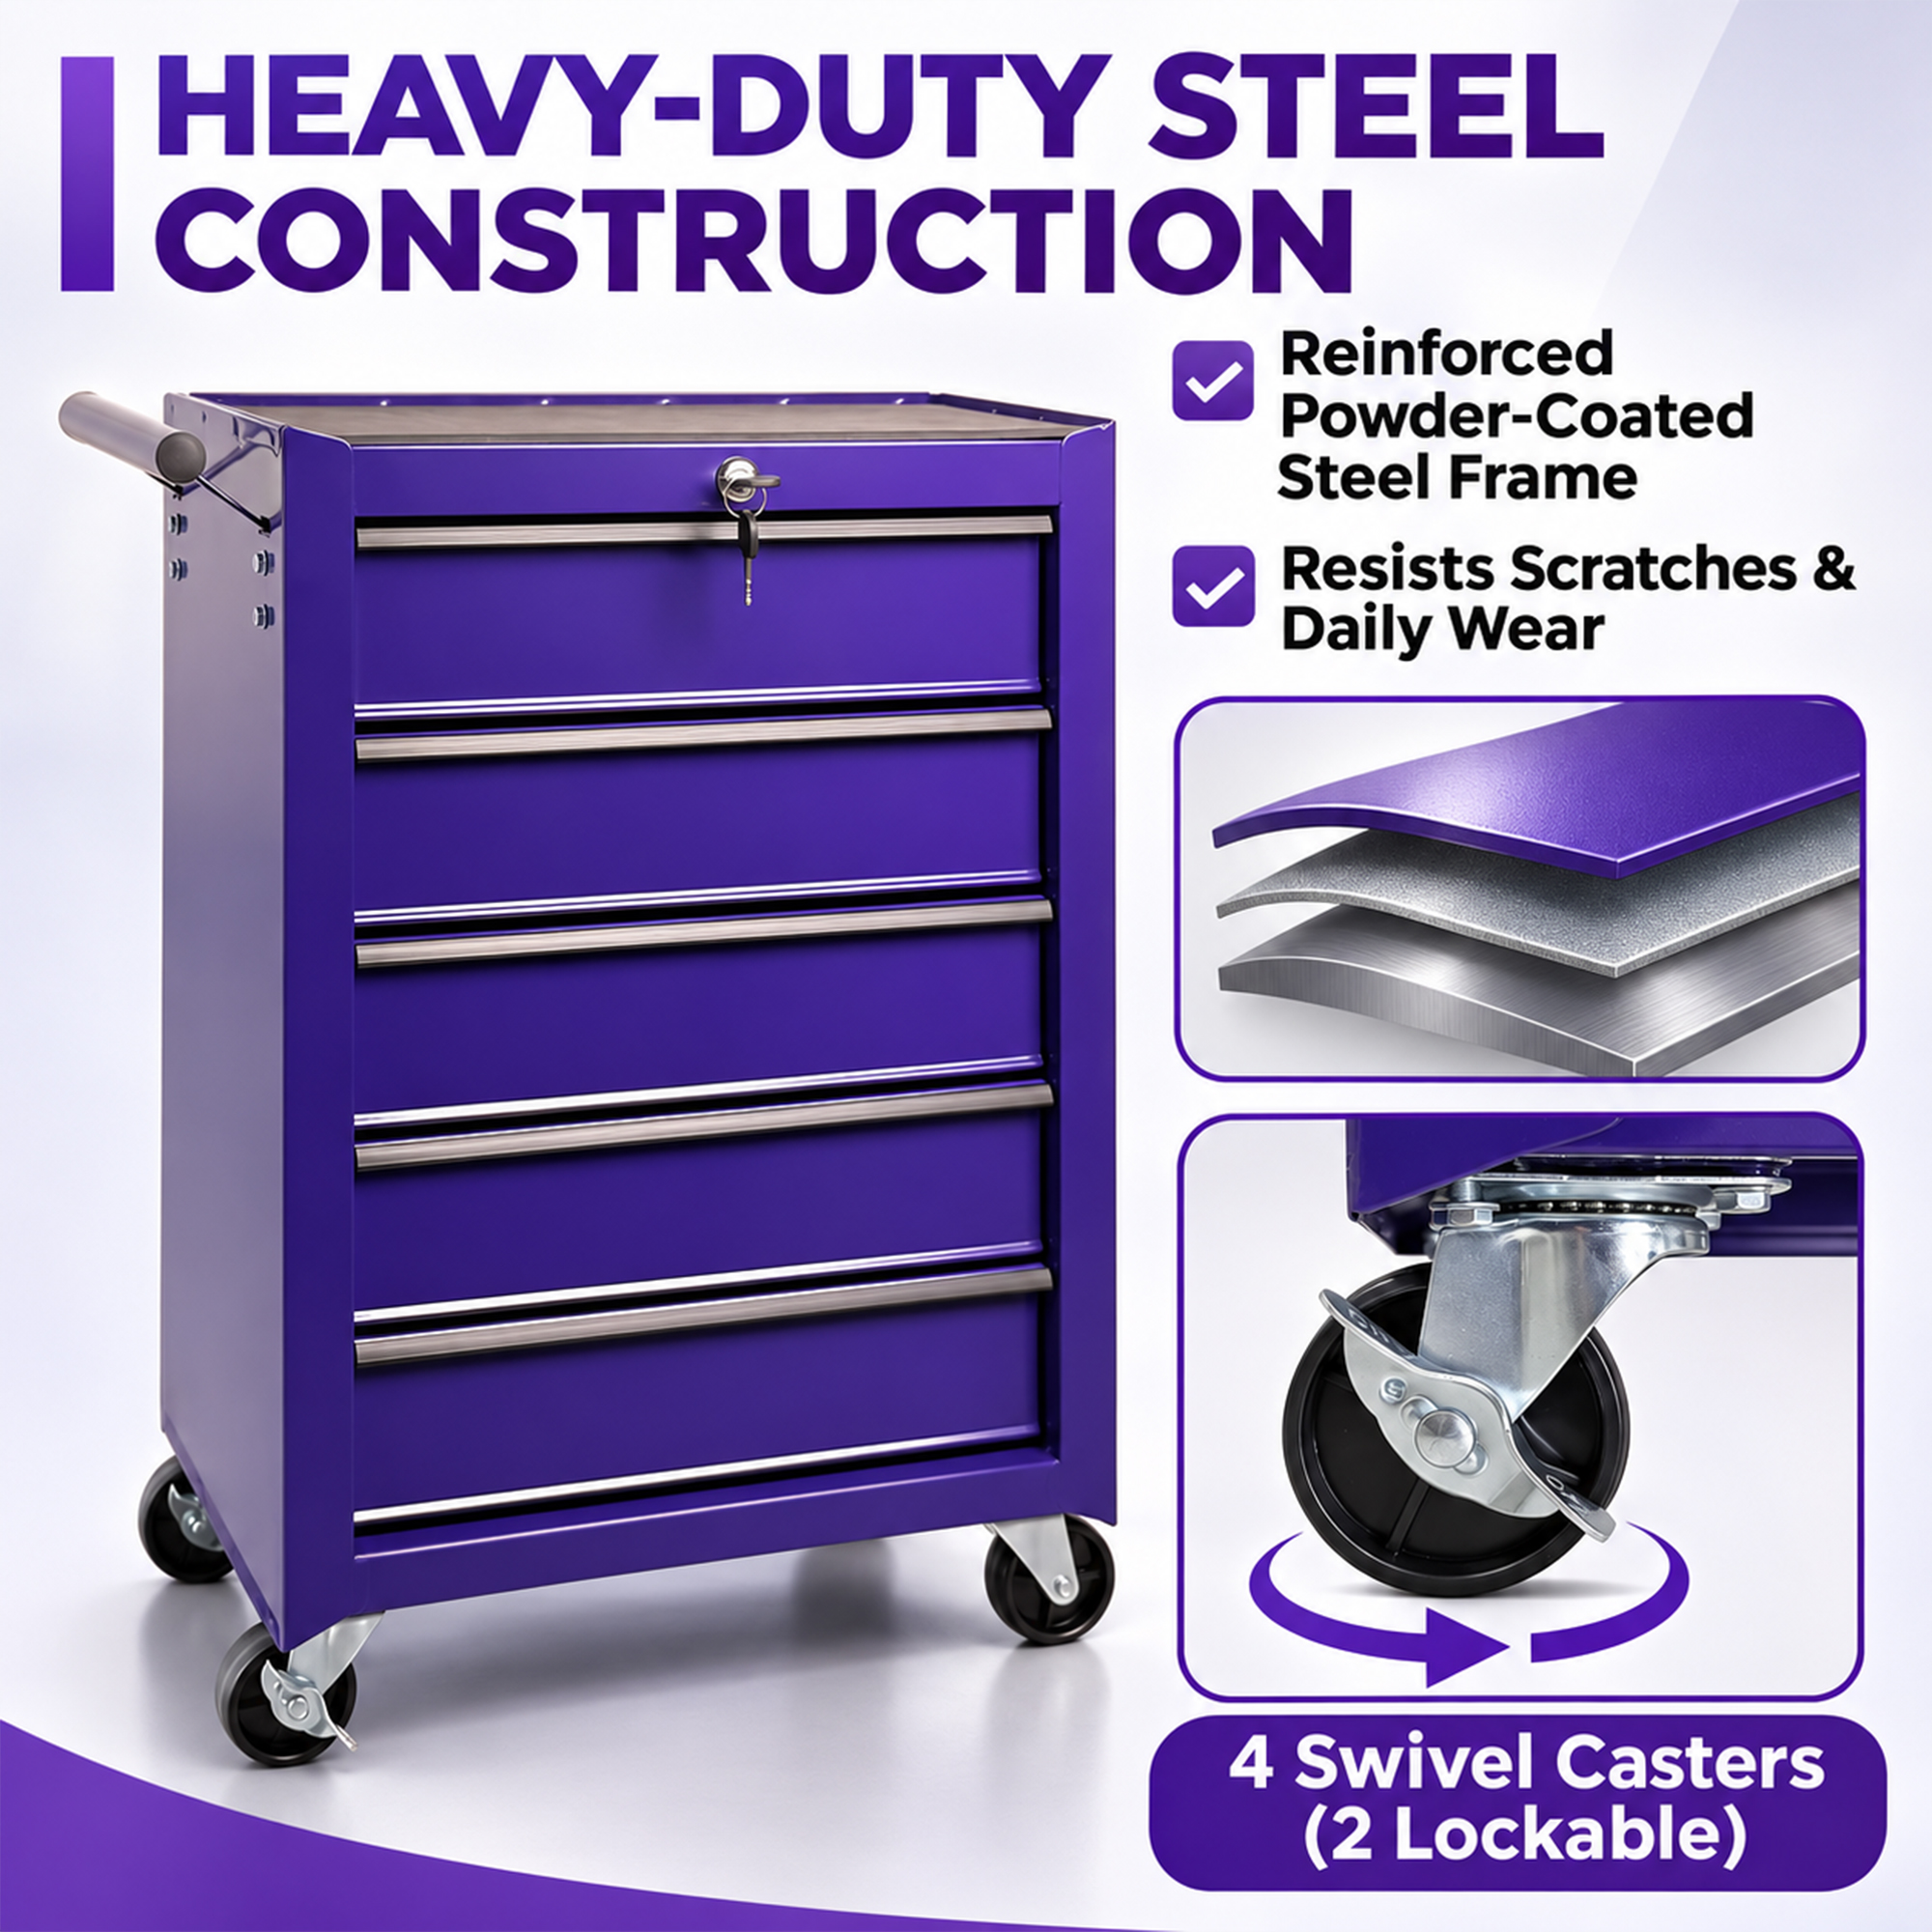 HEAVY-DUTY STEEL
CONSTRUCTION
Reinforced
Powder-Coated
Steel Frame
Resists Scratches &
Daily Wear
4 Swivel Casters
(2 Lockable)